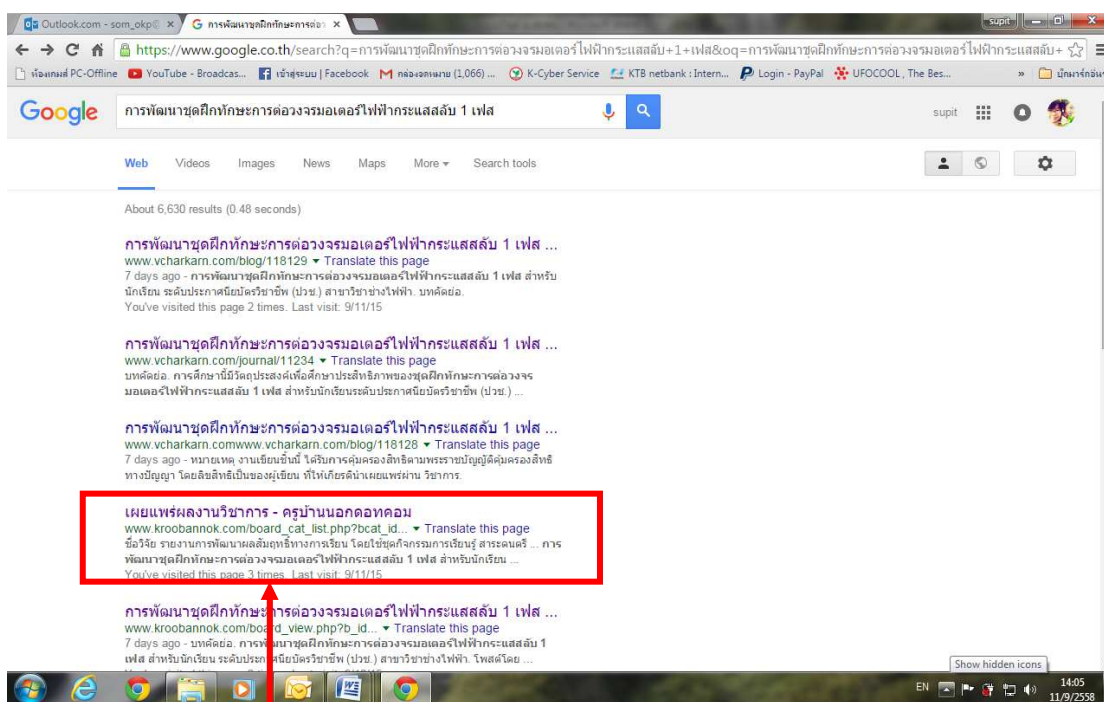 Outlook.com - som_okp@
การพัฒนาชุดฝึกทักษะการต่อว
supit
https://www.google.co.th/search?q=การพัฒนาชุดฝึกทักษะการต่อวงจรมอเตอร์ไฟฟ้ากระแสสลับ+1+เฟส&oq=การพัฒนาชุดฝึกทักษะการต่อวงจรมอเตอร์ไฟฟ้ากระแสสลับ+
ห้องเกมส์ PC-Offline YouTube - Broadcas... เข้าสู่ระบบ | Facebook กล่องจดหมาย (1,066) ... K-Cyber Service KTB netbank : Intern... Login - PayPal UFOCOOL , The Bes... » บุ๊กมาร์กอื่นๆ
Google การพัฒนาชุดฝึกทักษะการต่อวงจรมอเตอร์ไฟฟ้ากระแสสลับ 1 เฟส supit
Web Videos Images News Maps More Search tools
About 6,630 results (0.48 seconds)
การพัฒนาชุดฝึกทักษะการต่อวงจรมอเตอร์ไฟฟ้ากระแสสลับ 1 เฟส ...
www.vcharkarn.com/blog/118129 Translate this page
7 days ago - การพัฒนาชุดฝึกทักษะการต่อวงจรมอเตอร์ไฟฟ้ากระแสสลับ 1 เฟส สำหรับ
นักเรียน ระดับประกาศนียบัตรวิชาชีพ (ปวช.) สาขาวิชาช่างไฟฟ้า. บทคัดย่อ.
You've visited this page 2 times. Last visit: 9/11/15
การพัฒนาชุดฝึกทักษะการต่อวงจรมอเตอร์ไฟฟ้ากระแสสลับ 1 เฟส ...
www.vcharkarn.com/journal/11234 Translate this page
บทคัดย่อ. การศึกษานี้มีวัตถุประสงค์เพื่อศึกษาประสิทธิภาพของชุดฝึกทักษะการต่อวงจร
มอเตอร์ไฟฟ้ากระแสสลับ 1 เฟส สำหรับนักเรียนระดับประกาศนียบัตรวิชาชีพ (ปวช.) ...
การพัฒนาชุดฝึกทักษะการต่อวงจรมอเตอร์ไฟฟ้ากระแสสลับ 1 เฟส ...
www.vcharkarn.comwww.vcharkarn.com/blog/118128 Translate this page
7 days ago - หมายเหตุ งานเขียนชิ้นนี้ ได้รับการคุ้มครองสิทธิตามพระราชบัญญัติคุ้มครองสิทธิ
ทางปัญญา โดยลิขสิทธิ์เป็นของผู้เขียน ที่ให้เกียรตินำเผยแพร่ผ่าน วิชาการ.
เผยแพร่ผลงานวิชาการ - ครูบ้านนอกดอทคอม
www.kroobannok.com/board_cat_list.php?bcat_id... Translate this page
ชื่อวิจัย รายงานการพัฒนาผลสัมฤทธิ์ทางการเรียน โดยใช้ชุดกิจกรรมการเรียนรู้ สาระดนตรี ... การ
พัฒนาชุดฝึกทักษะการต่อวงจรมอเตอร์ไฟฟ้ากระแสสลับ 1 เฟส สำหรับนักเรียน ...
You've visited this page 3 times. Last visit: 9/11/15
การพัฒนาชุดฝึกทักษะการต่อวงจรมอเตอร์ไฟฟ้ากระแสสลับ 1 เฟส ...
www.kroobannok.com/board_view.php?b_id... Translate this page
7 days ago - บทคัดย่อ. การพัฒนาชุดฝึกทักษะการต่อวงจรมอเตอร์ไฟฟ้ากระแสสลับ 1
เฟส สำหรับนักเรียน ระดับประกาศนียบัตรวิชาชีพ (ปวช.) สาขาวิชาช่างไฟฟ้า. โพสต์โดย ...
Show hidden icons
EN 14:05
11/9/2558